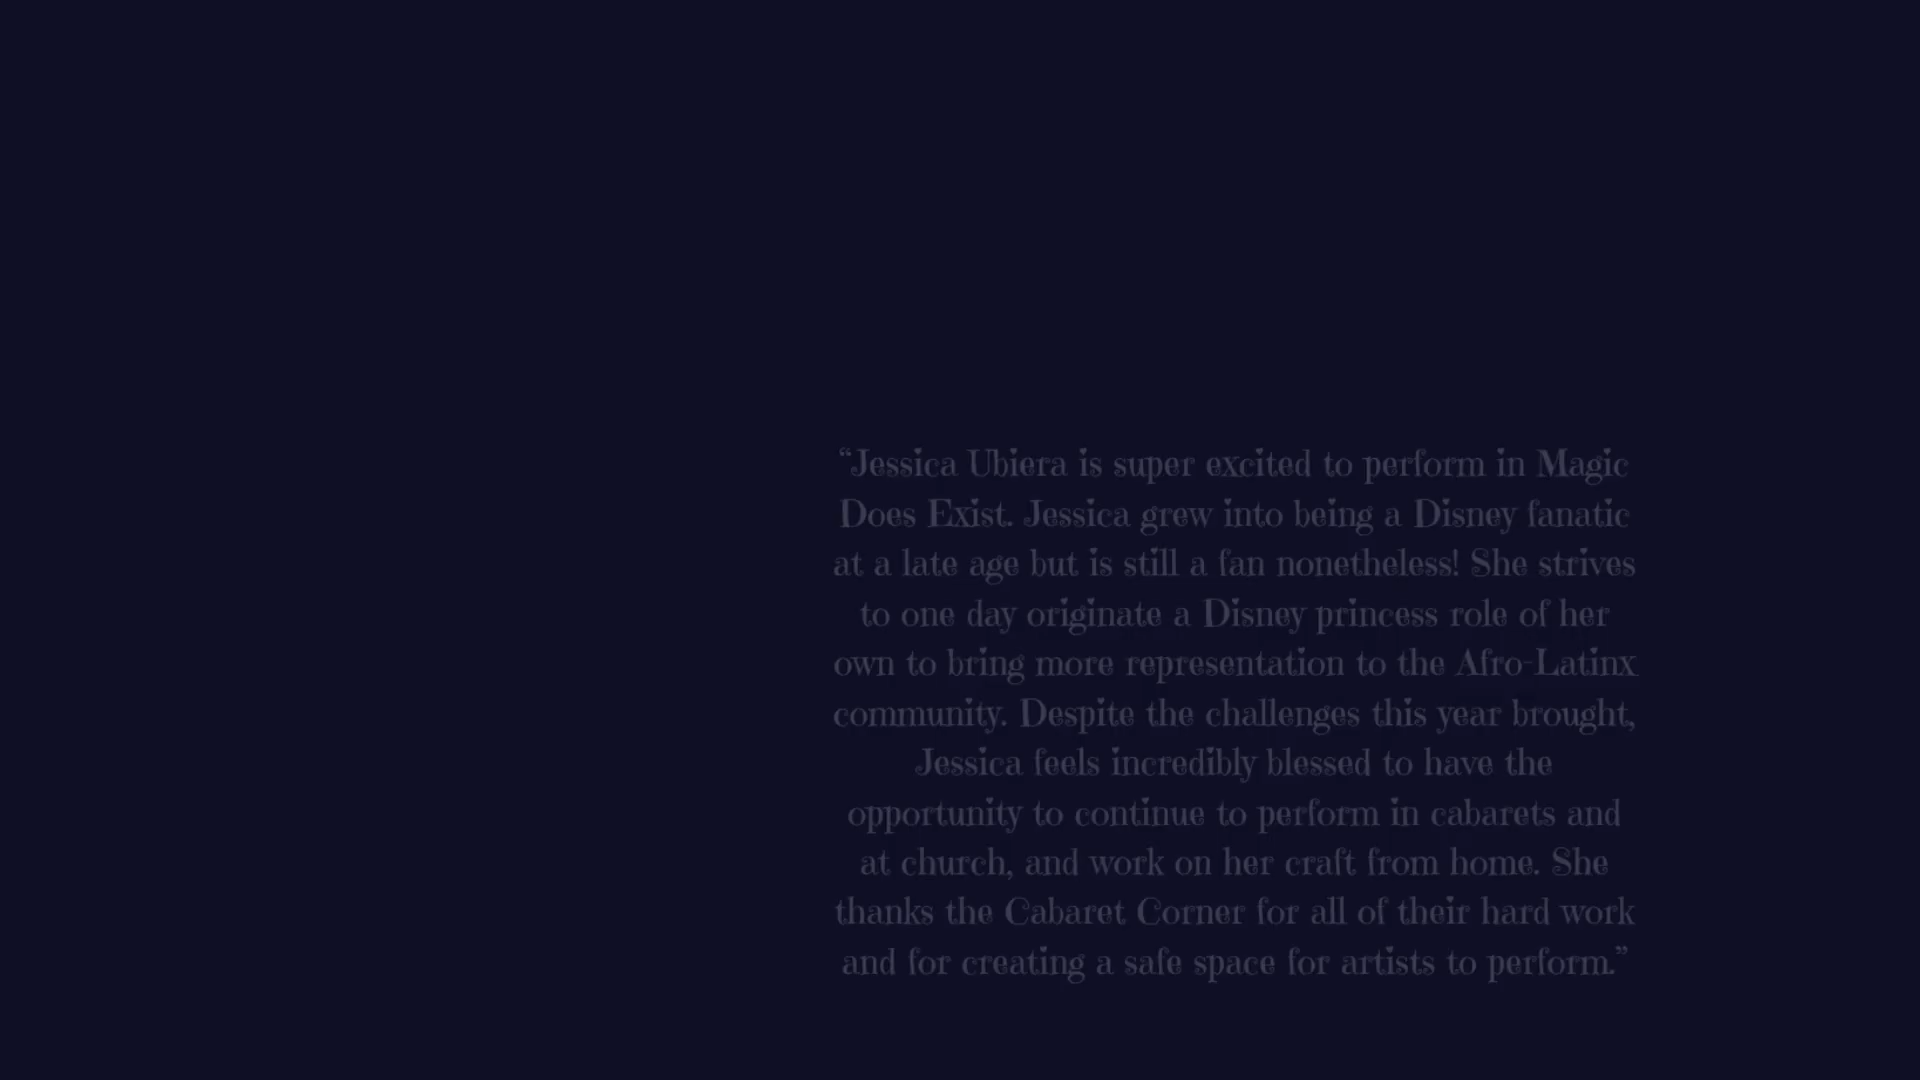 “Jessica Ubiera is super excited to perform in Magic
Does Exist. Jessica grew into being a Disney fanatic
at a late age but is still a fan nonetheless! She strives
to one day originate a Disney princess role of her
own to bring more representation to the Afro-Latinx
community. Despite the challenges this year brought,
Jessica feels incredibly blessed to have the
opportunity to continue to perform in cabarets and
at church, and work on her craft from home. She
thanks the Cabaret Corner for all of their hard work
and for creating a safe space for artists to perform.”